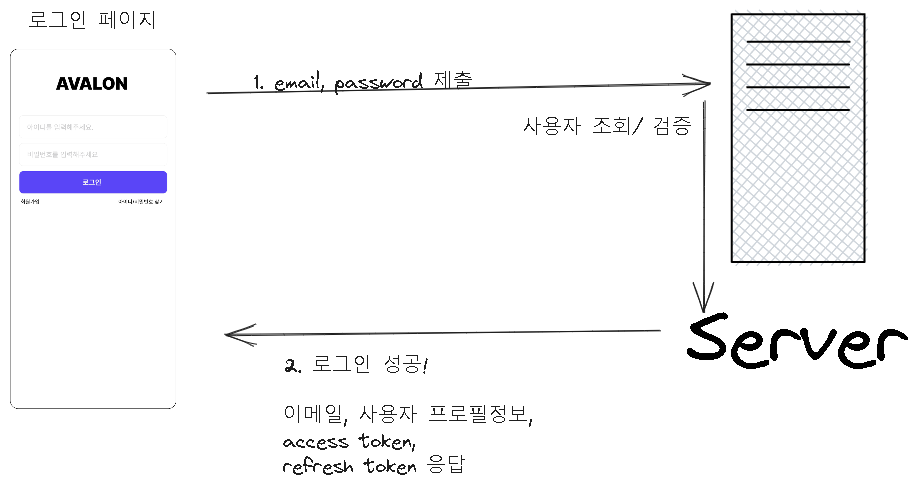 로그인 페이지
AVALON
아이디를 입력해주세요.
비밀번호를 입력해주세요.
로그인
회원가입
아이디/비밀번호 찾기
1. email, password 제출
사용자 조회/ 검증
Server
2. 로그인 성공!
이메일, 사용자 프로필정보,
access token,
refresh token 응답